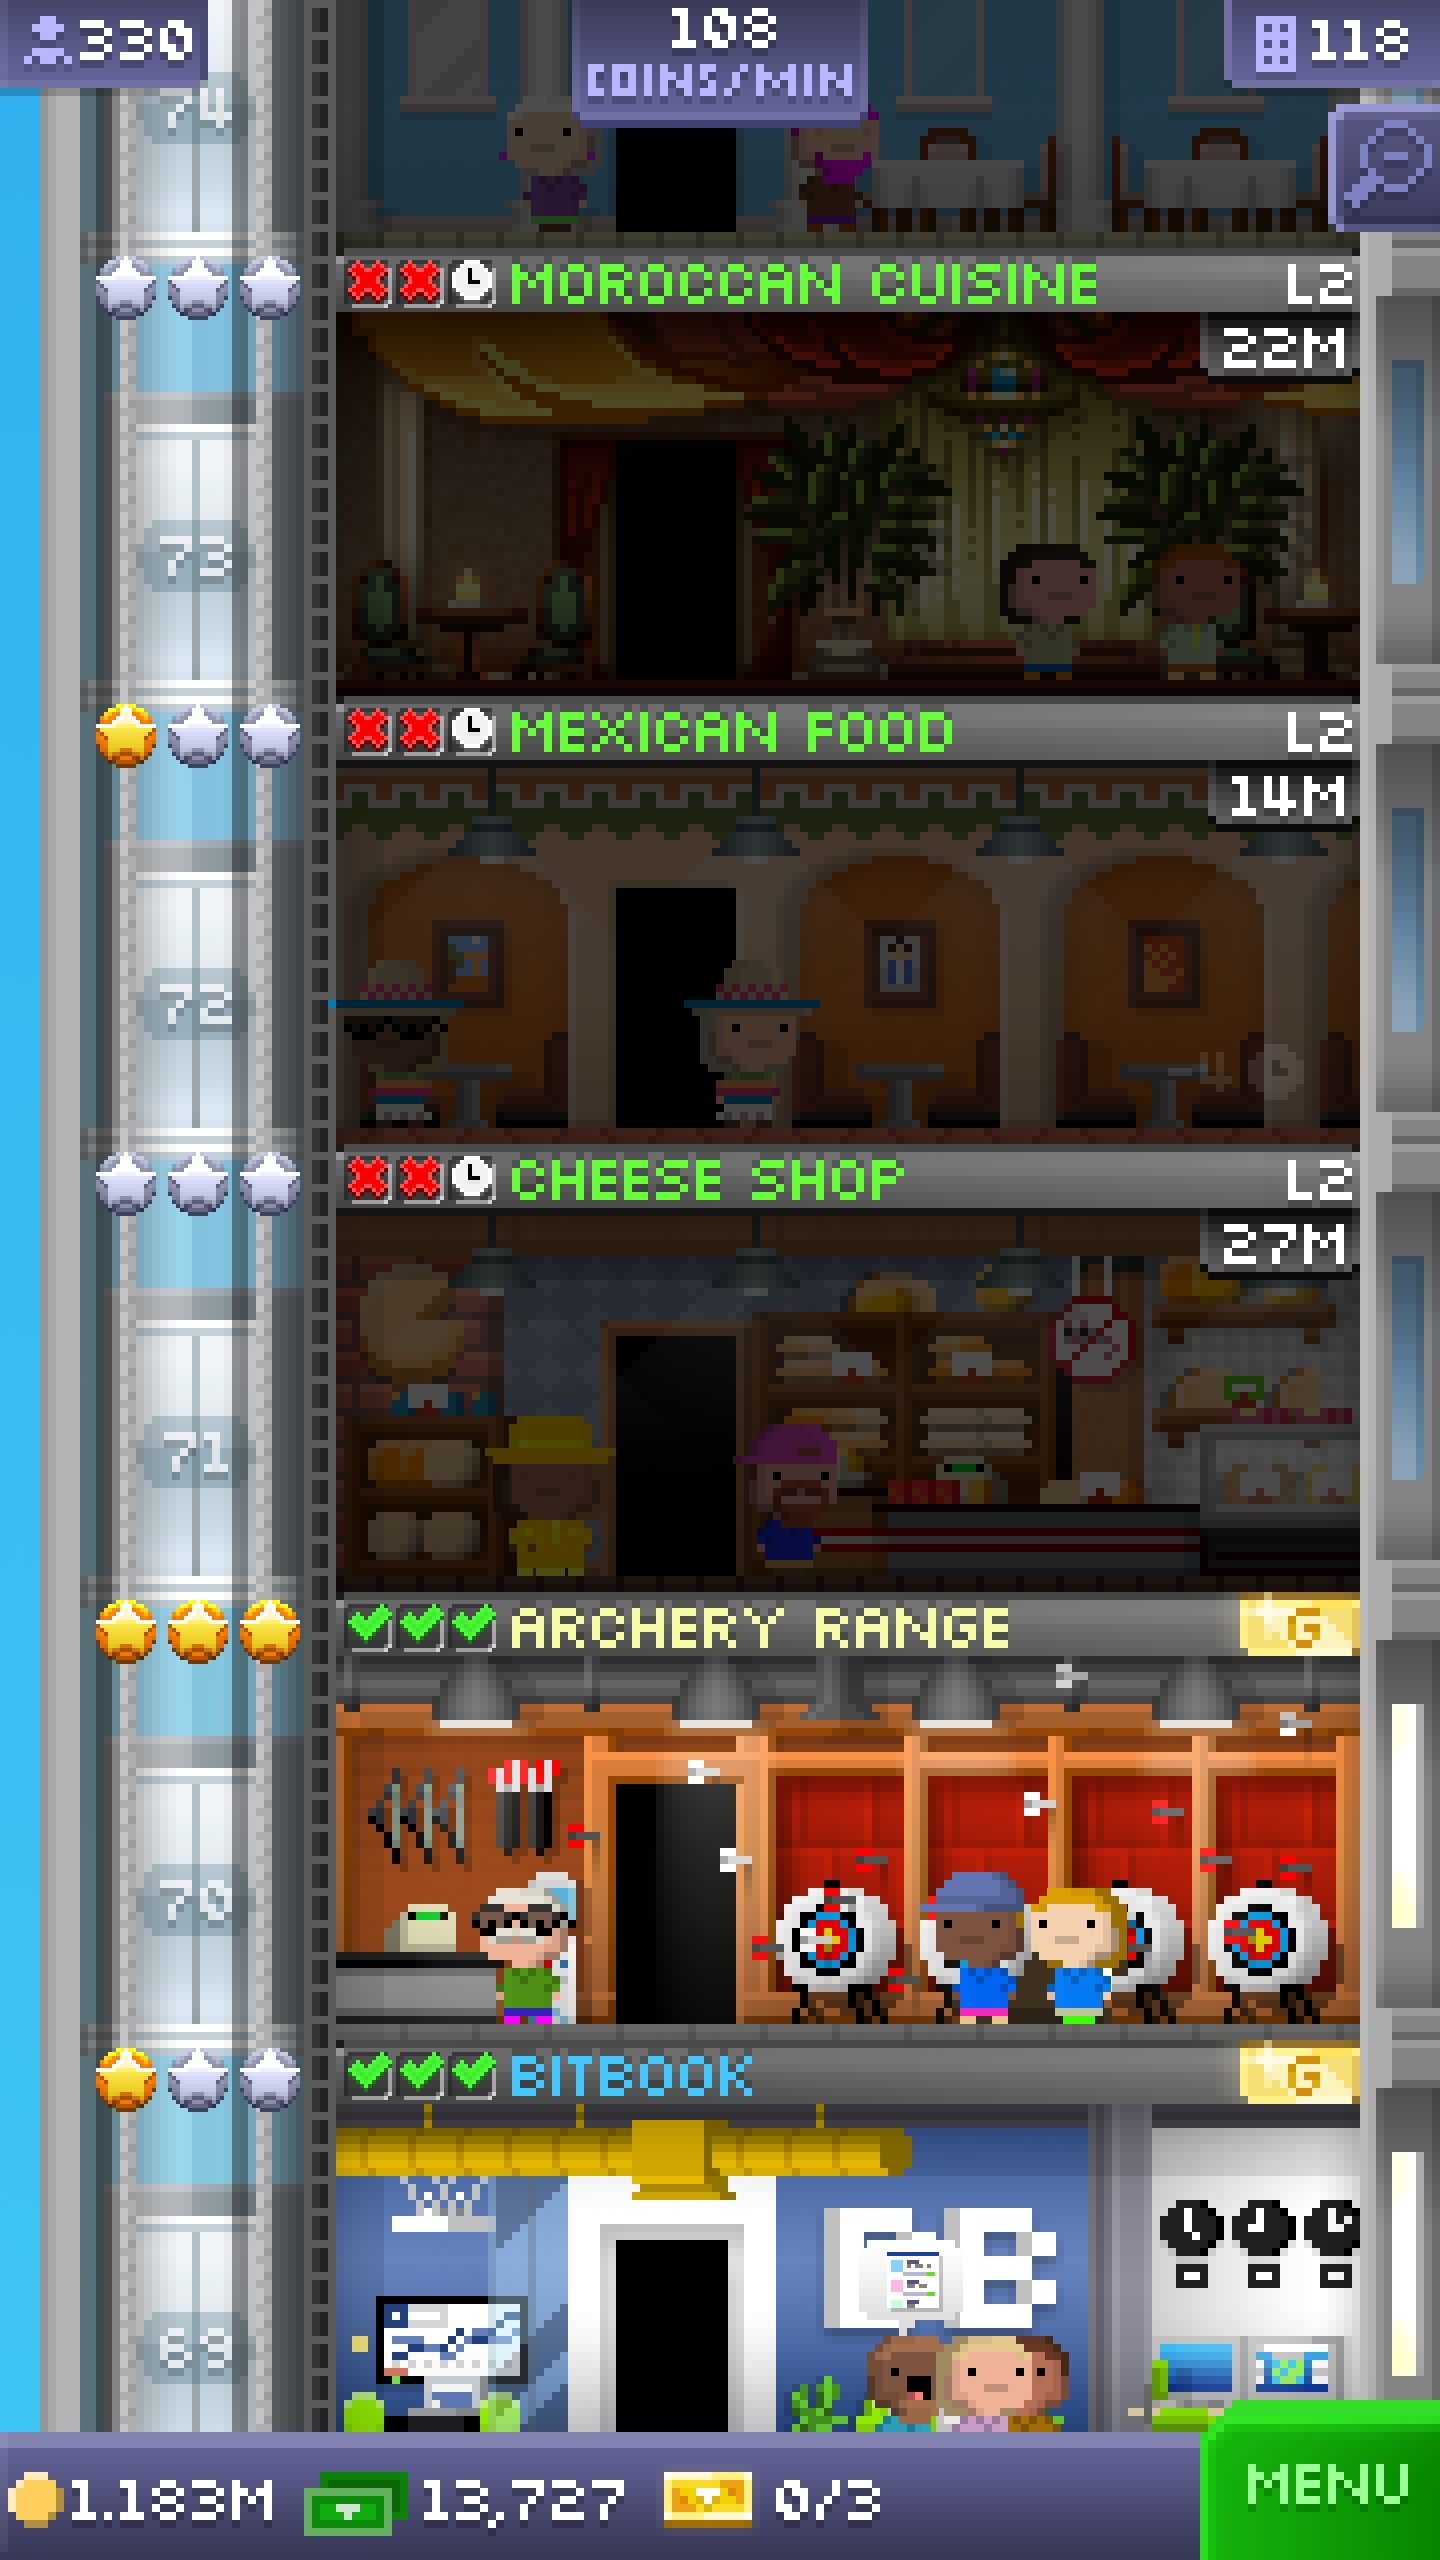 330
108
COINS/MIN
118
74
MOROCCAN CUISINE L2
22M
73
MEXICAN FOOD L2
14M
72
CHEESE SHOP L2
27M
71
ARCHERY RANGE G
70
BITBOOK G
B
69
1.183M 13,727 0/3 MENU